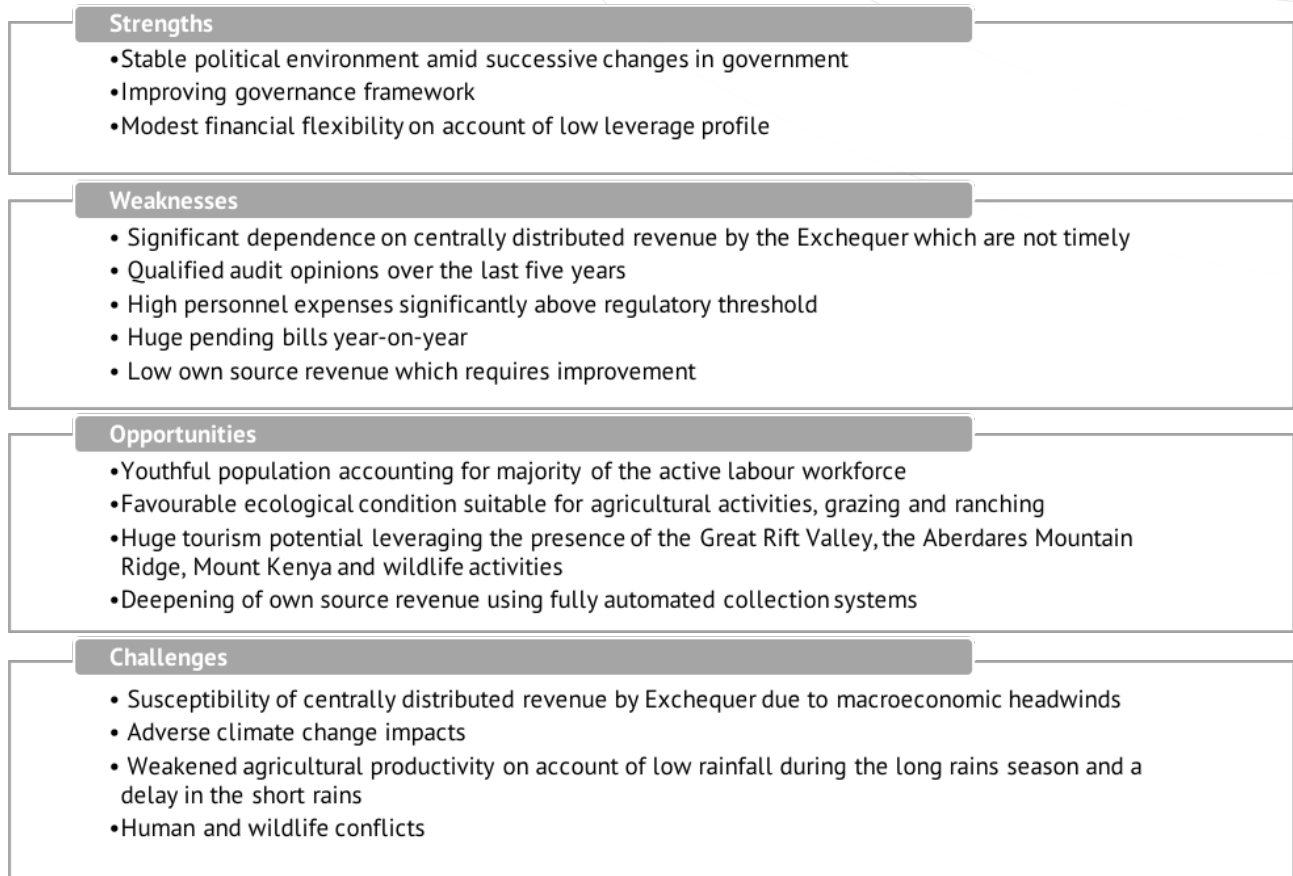 Strengths
•Stable political environment amid successive changes in government
•Improving governance framework
•Modest financial flexibility on account of low leverage profile
Weaknesses
• Significant dependence on centrally distributed revenue by the Exchequer which are not timely
• Qualified audit opinions over the last five years
• High personnel expenses significantly above regulatory threshold
• Huge pending bills year-on-year
• Low own source revenue which requires improvement
Opportunities
•Youthful population accounting for majority of the active labour workforce
•Favourable ecological condition suitable for agricultural activities, grazing and ranching
•Huge tourism potential leveraging the presence of the Great Rift Valley, the Aberdares Mountain
Ridge, Mount Kenya and wildlife activities
•Deepening of own source revenue using fully automated collection systems
Challenges
• Susceptibility of centrally distributed revenue by Exchequer due to macroeconomic headwinds
• Adverse climate change impacts
• Weakened agricultural productivity on account of low rainfall during the long rains season and a
delay in the short rains
•Human and wildlife conflicts